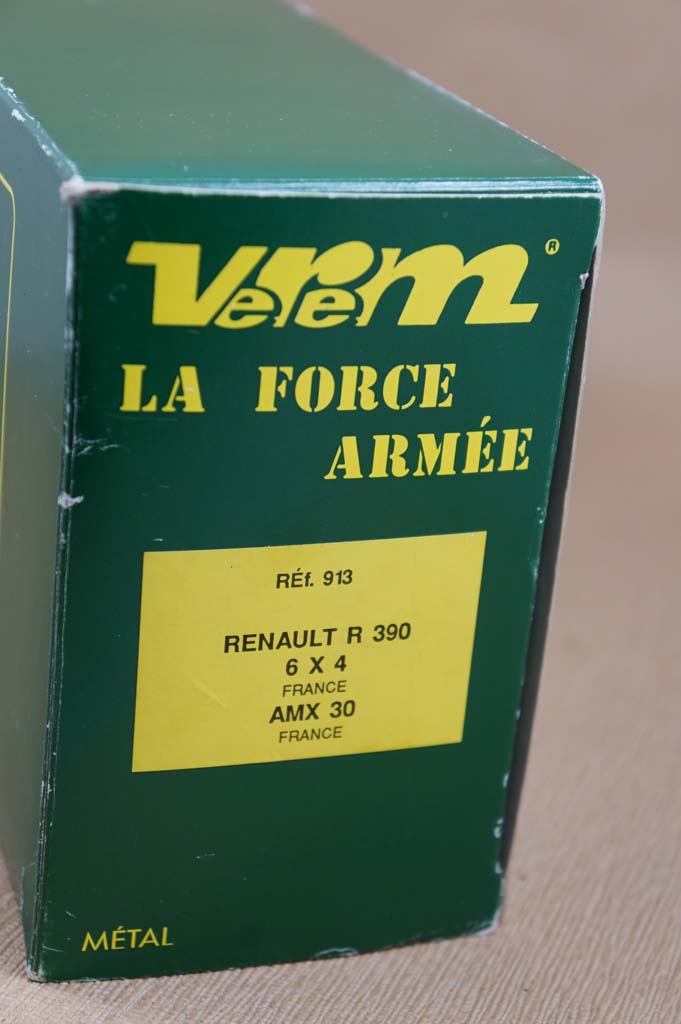 Verem®
LA FORCE
ARMÉE
RÉf. 913
RENAULT R 390
6 X 4
FRANCE
AMX 30
FRANCE
MÉTAL